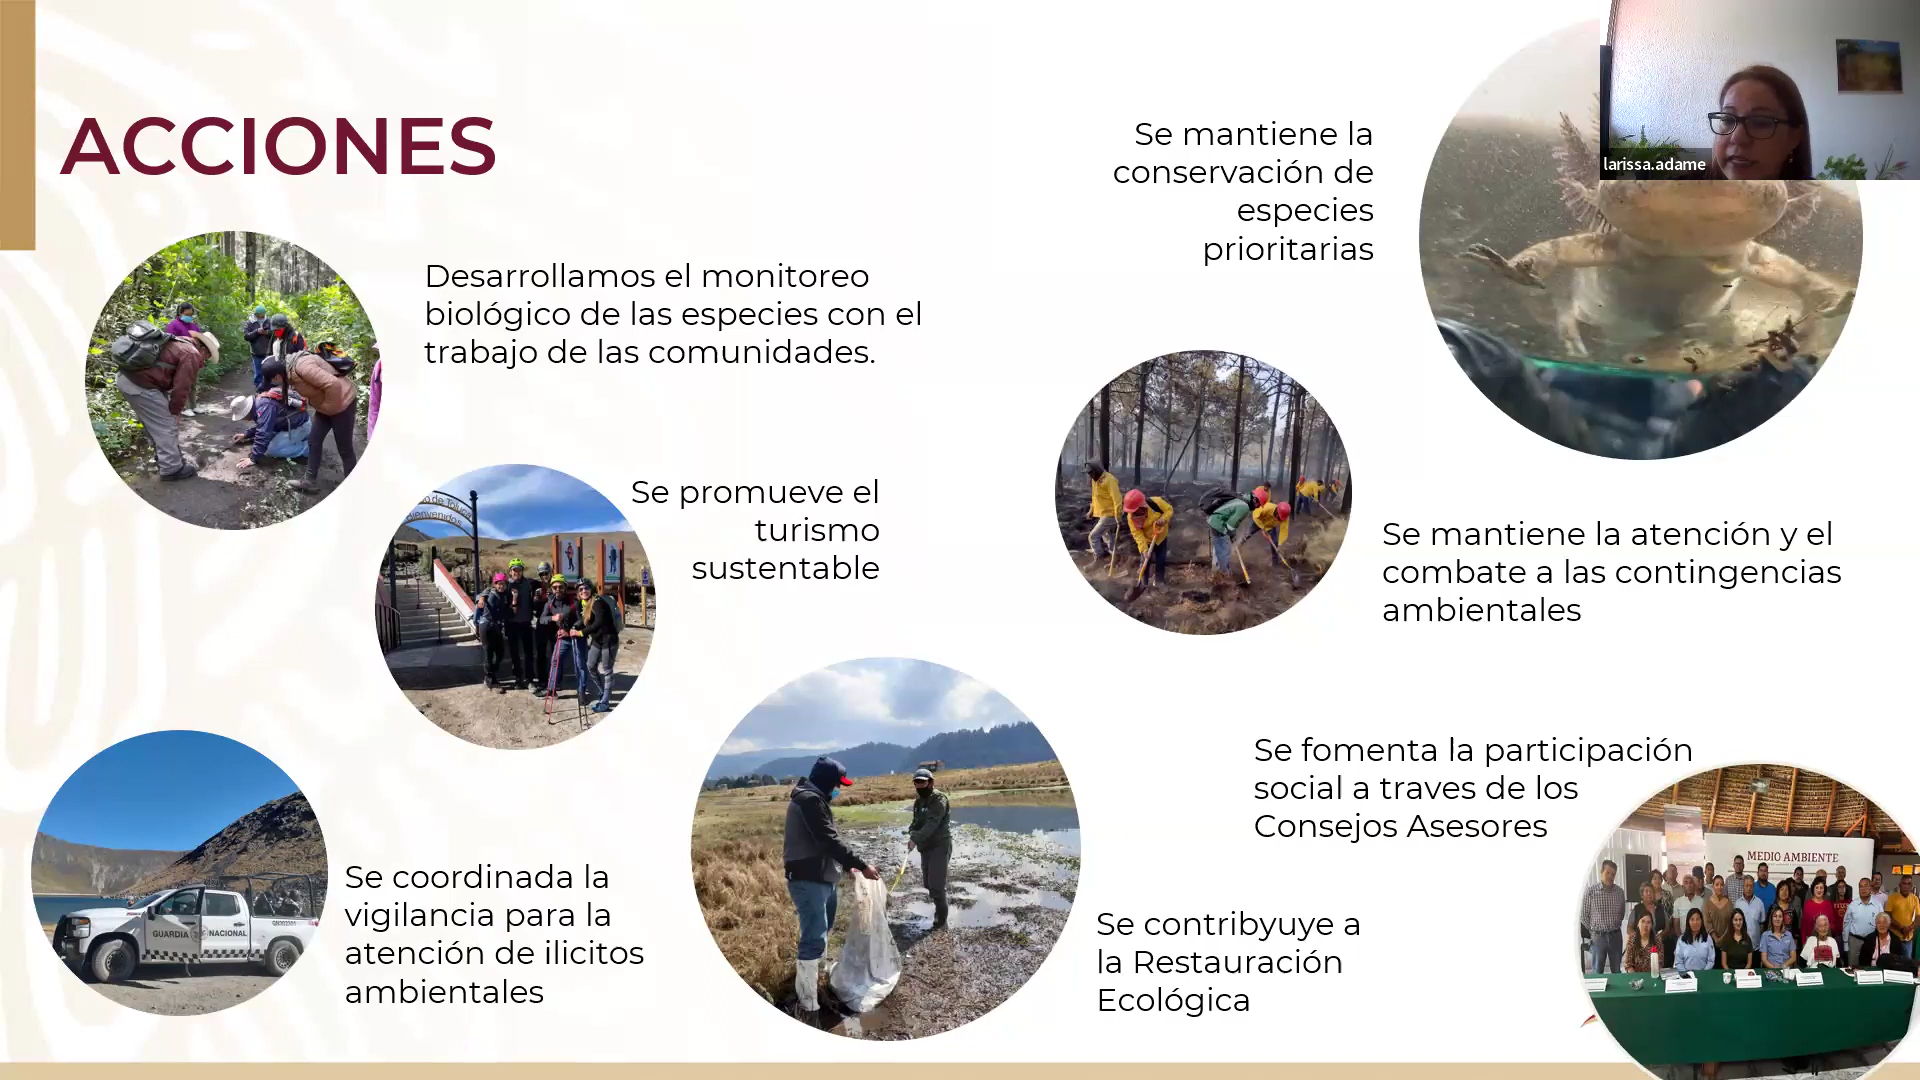 ACCIONES
Desarrollamos el monitoreo
biológico de las especies con el
trabajo de las comunidades.
Se promueve el
turismo
sustentable
Se coordinada la
vigilancia para la
atención de ilicitos
ambientales
Se mantiene la
conservación de
especies
prioritarias
Se mantiene la atención y el
combate a las contingencias
ambientales
Se fomenta la participación
social a traves de los
Consejos Asesores
Se contribyuye a
la Restauración
Ecológica
larissa.adame
de Toluca
Bienvenidos
GUARDIA NACIONAL
MEDIO AMBIENTE